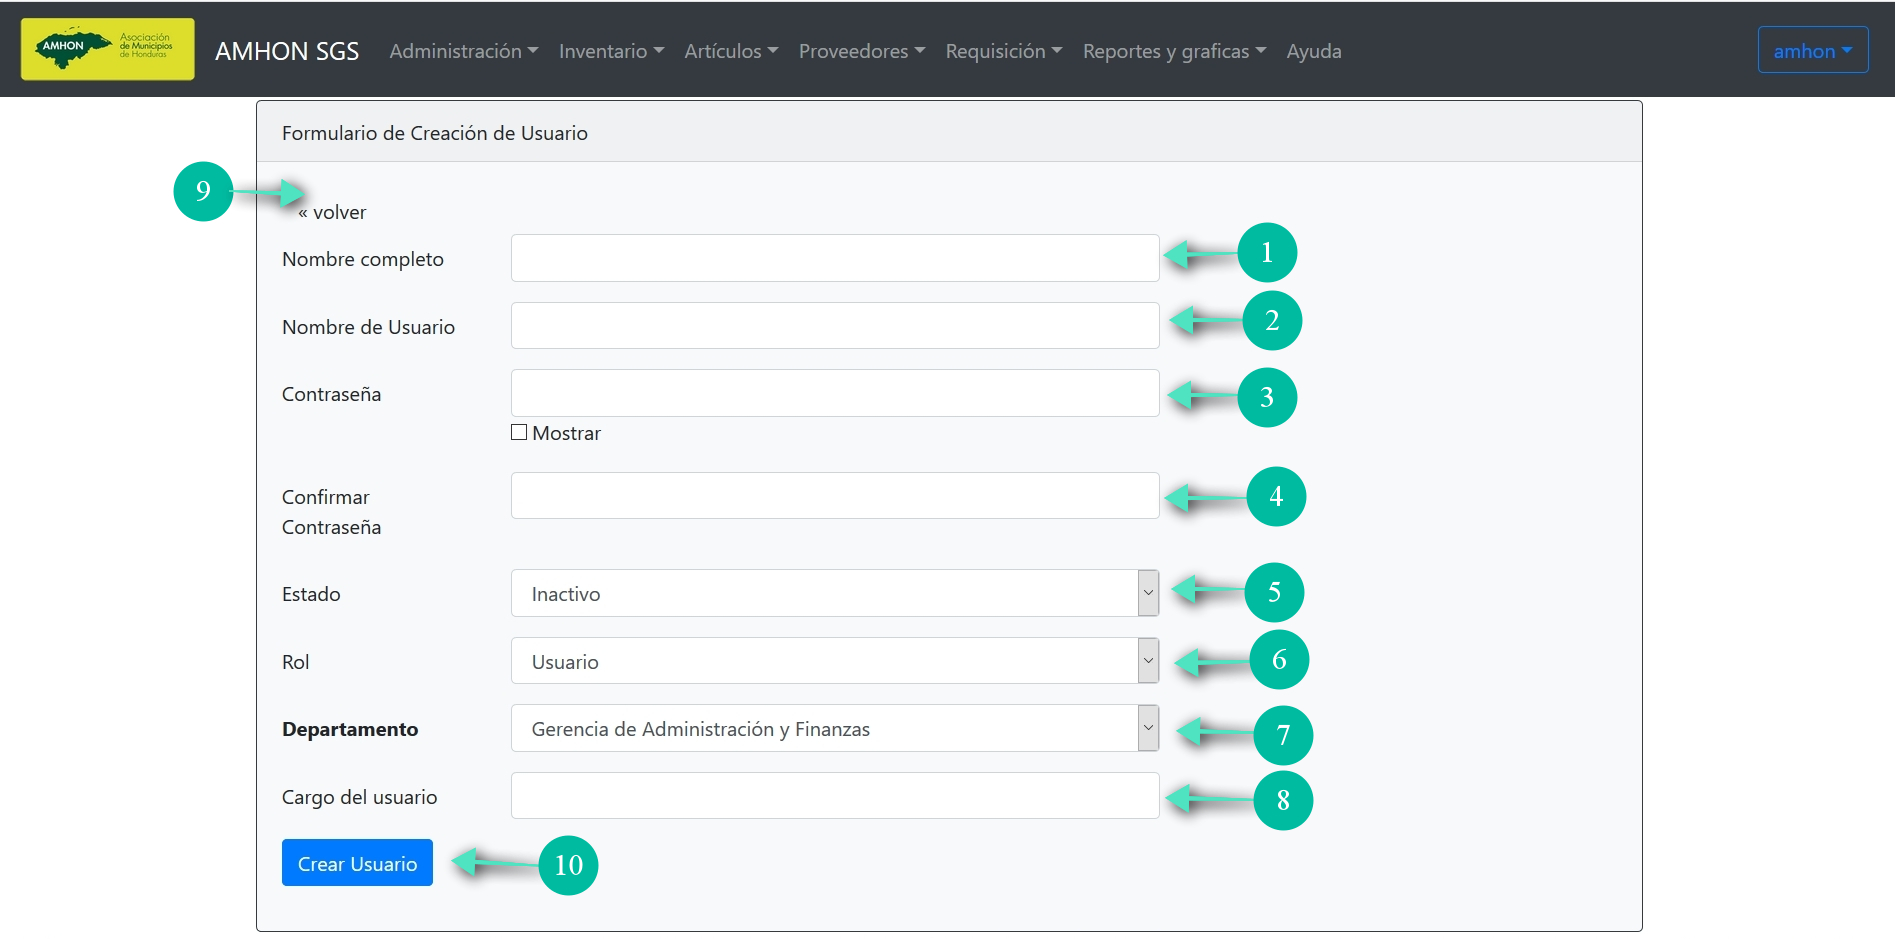 AMHON
Asociación
de Municipios
de Honduras
AMHON SGS Administración Inventario Artículos Proveedores Requisición Reportes y graficas Ayuda amhon
Formulario de Creación de Usuario
9
« volver
Nombre completo 1
Nombre de Usuario 2
Contraseña 3
Mostrar
Confirmar
Contraseña 4
Estado Inactivo 5
Rol Usuario 6
Departamento Gerencia de Administración y Finanzas 7
Cargo del usuario 8
Crear Usuario 10